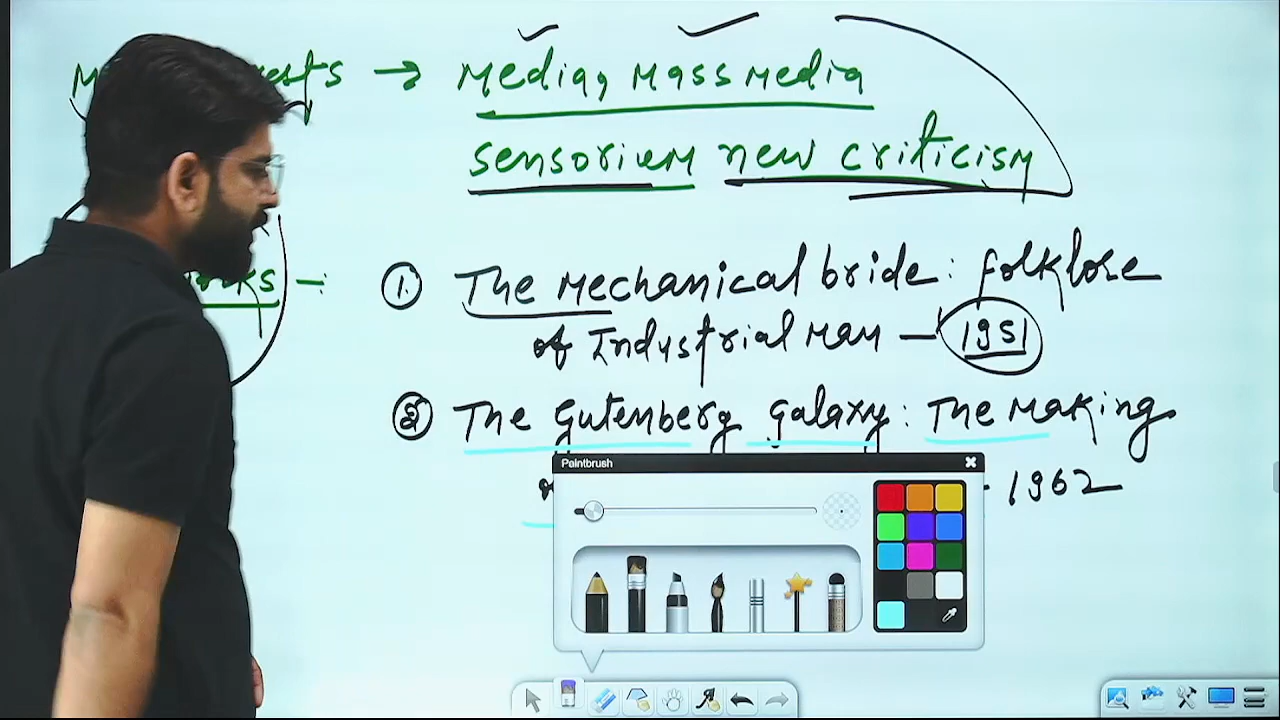 → Media, Mass media
sensorium new criticism
① The Mechanical bride: folklore
of Industrial Man — 1951
② The Gutenberg galaxy: The Making
1962
Paintbrush